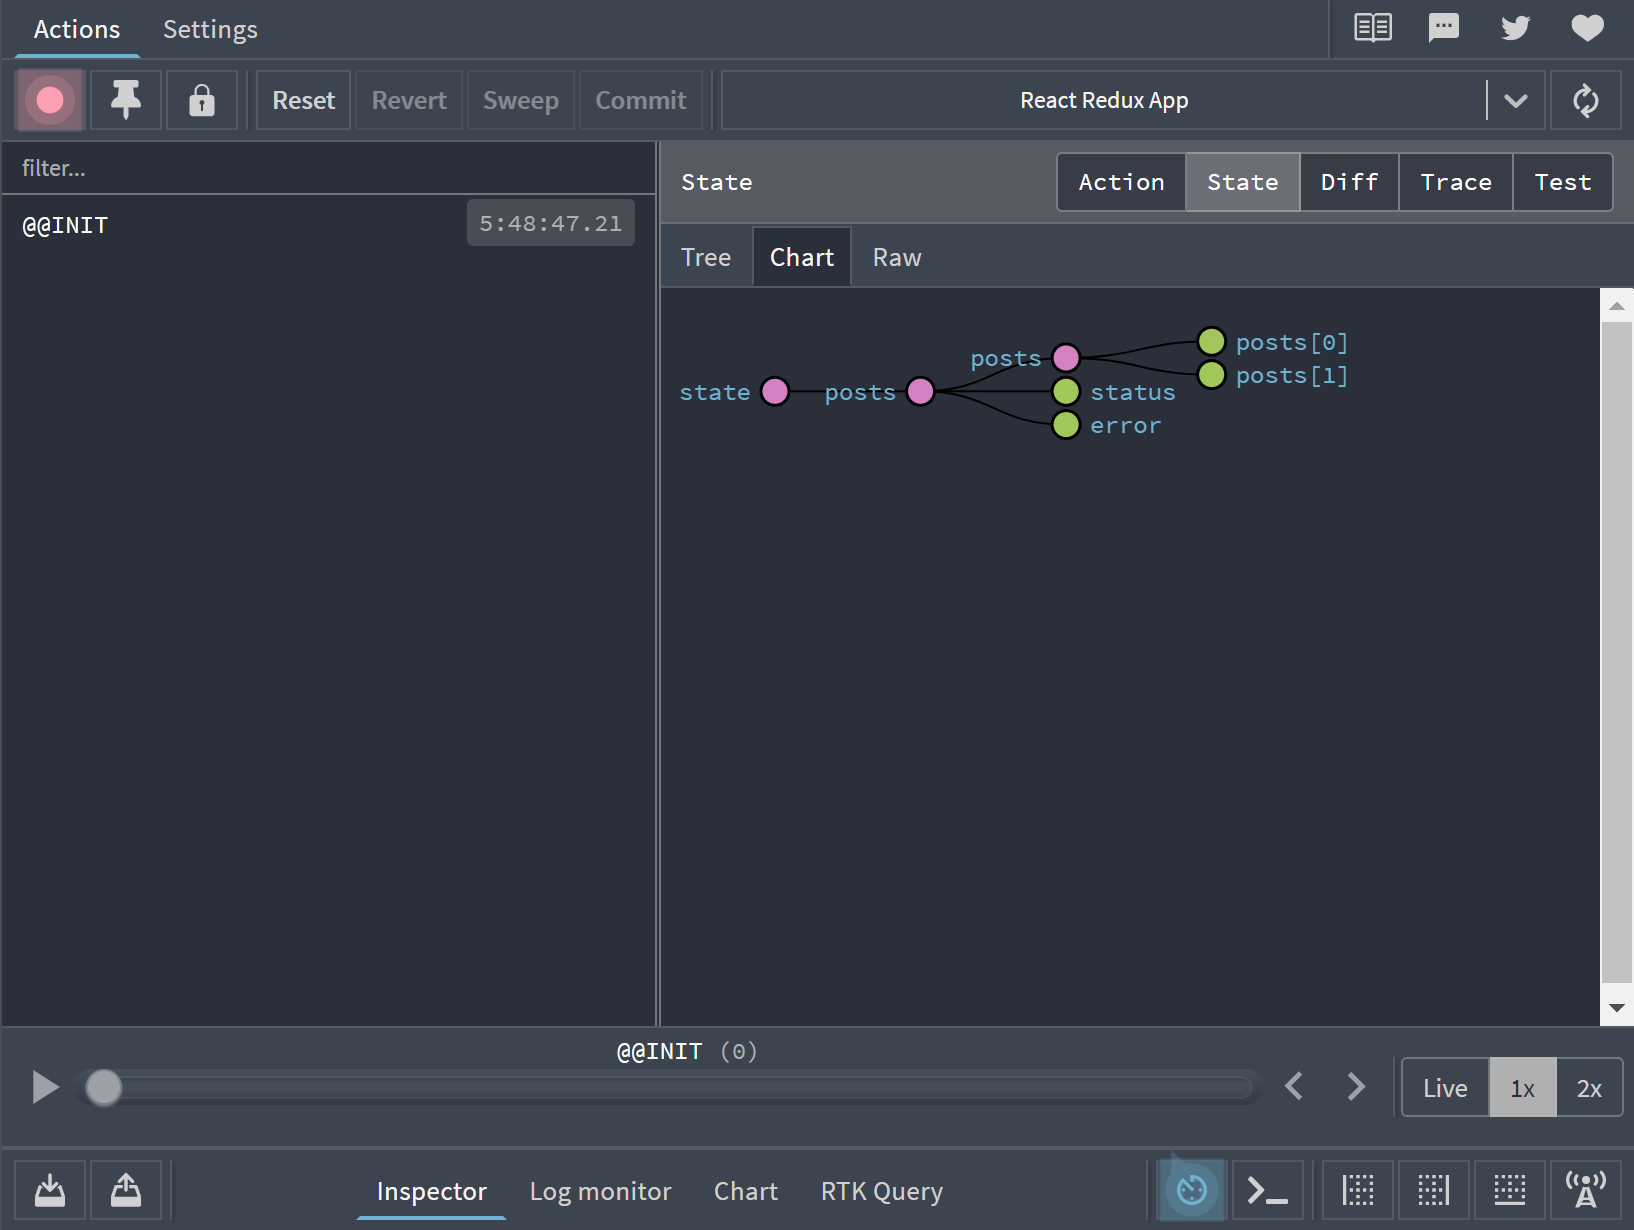 Actions Settings
Reset Revert Sweep Commit React Redux App
filter...
@@INIT 5:48:47.21
State Action State Diff Trace Test
Tree Chart Raw
posts posts[0]
posts[1]
state posts status
error
@@INIT (0)
Live 1x 2x
Inspector Log monitor Chart RTK Query